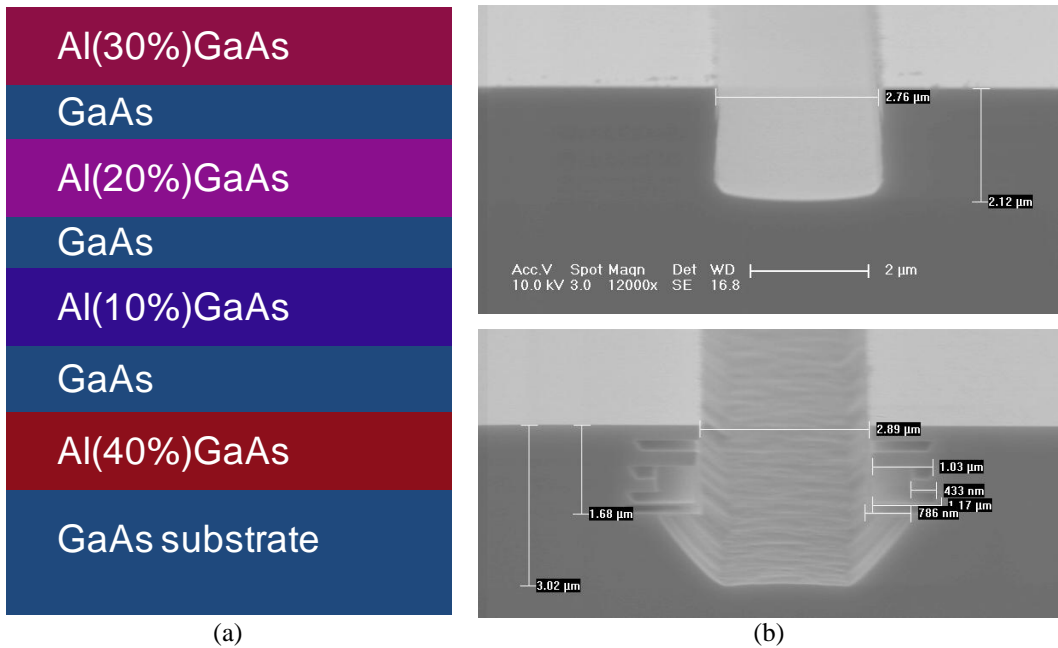 Al(30%)GaAs
GaAs
Al(20%)GaAs
GaAs
Al(10%)GaAs
GaAs
Al(40%)GaAs
GaAs substrate
(a)
2.76 µm
2.12 µm
Acc.V Spot Magn Det WD
10.0 kV 3.0 12000x SE 16.8
2 µm
2.89 µm
1.03 µm
433 nm
1.17 µm
786 nm
1.68 µm
3.02 µm
(b)